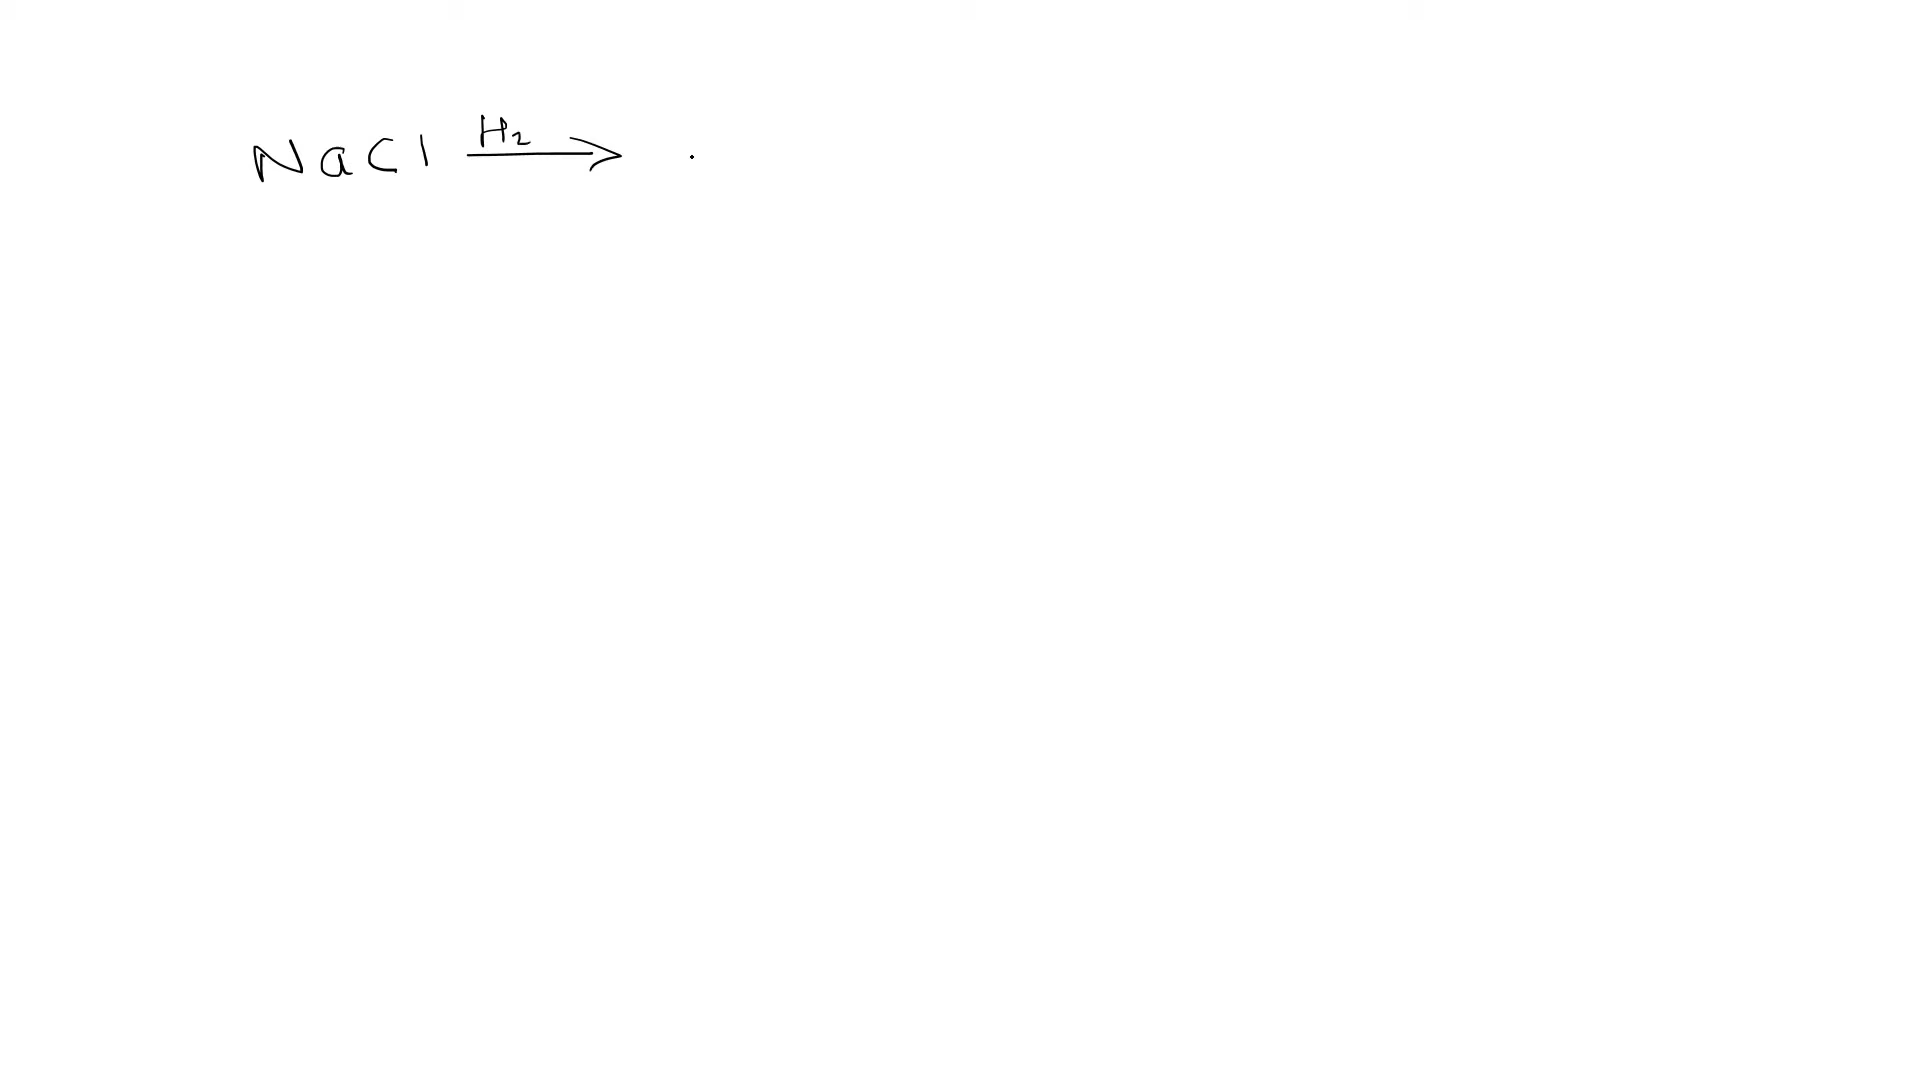 NaCl H₂ → .